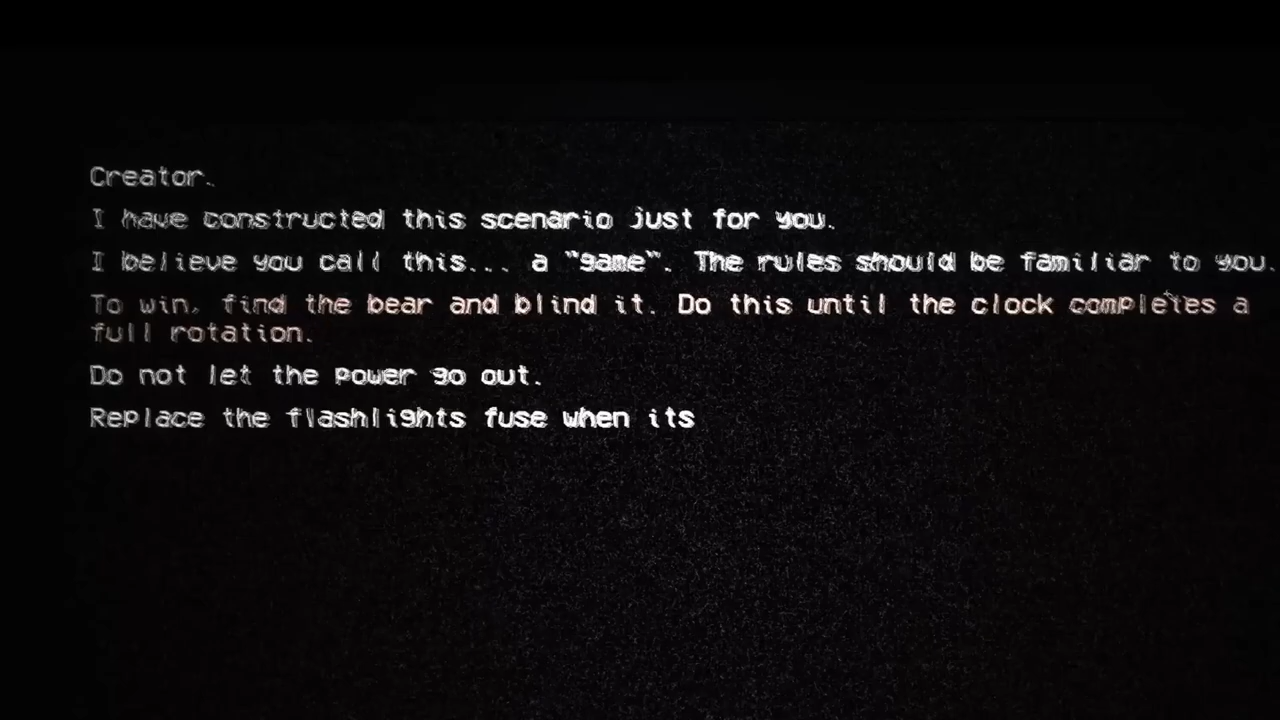 Creator.
I have constructed this scenario just for you.
I believe you call this... a "game". The rules should be familiar to you.
To win, find the bear and blind it. Do this until the clock completes a
full rotation.
Do not let the power go out.
Replace the flashlights fuse when its